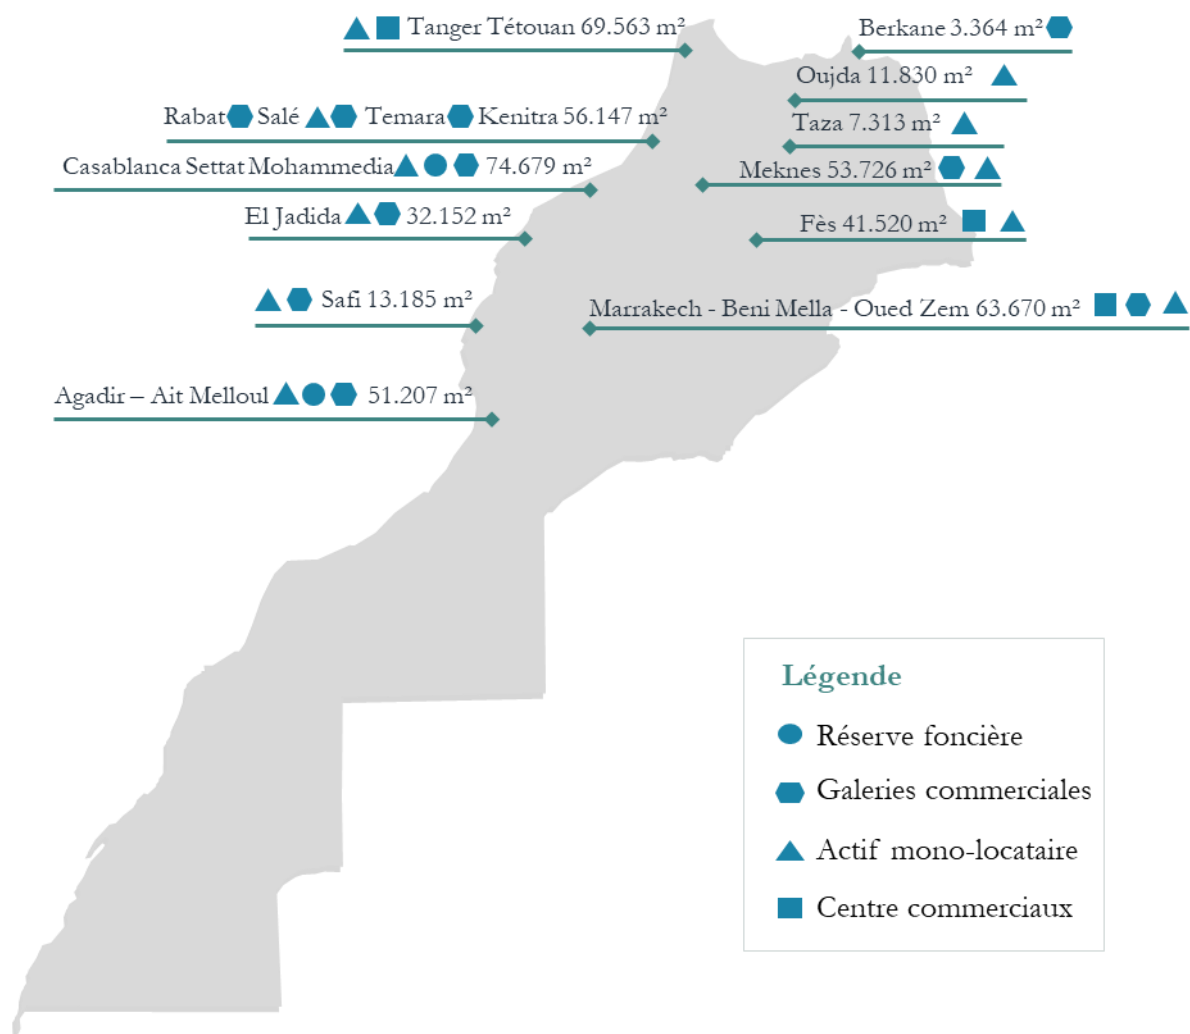 Tanger Tétouan 69.563 m²
Berkane 3.364 m²
Oujda 11.830 m²
Rabat Salé Temara Kenitra 56.147 m²
Taza 7.313 m²
Casablanca Settat Mohammedia 74.679 m²
Meknes 53.726 m²
El Jadida 32.152 m²
Fès 41.520 m²
Safi 13.185 m²
Marrakech - Beni Mella - Oued Zem 63.670 m²
Agadir – Ait Melloul 51.207 m²
Légende
Réserve foncière
Galeries commerciales
Actif mono-locataire
Centre commerciaux